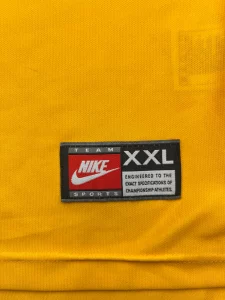 TEAM
NIKE
SPORTS
XXL
ENGINEERED TO THE
EXACT SPECIFICATIONS OF
CHAMPIONSHIP ATHLETES.